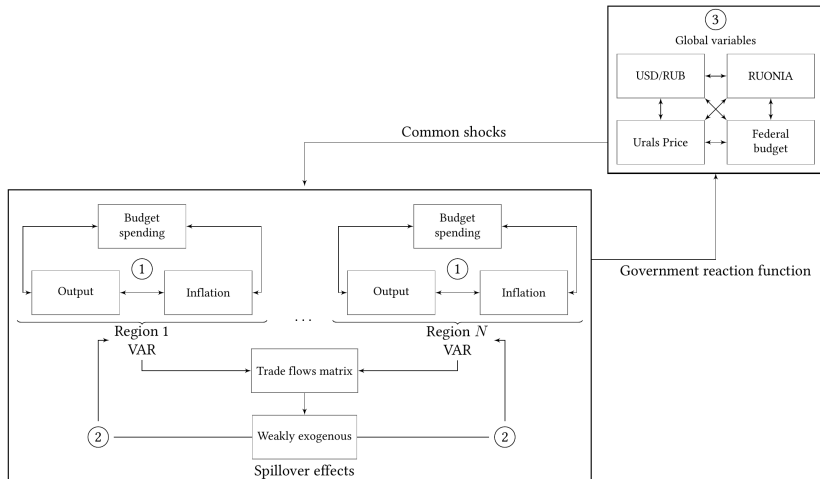 3
Global variables
USD/RUB
RUONIA
Urals Price
Federal
budget
Common shocks
Government reaction function
Budget
spending
1
Output
Inflation
Region 1
VAR
. . .
Budget
spending
1
Output
Inflation
Region N
VAR
Trade flows matrix
2
Weakly exogenous
2
Spillover effects